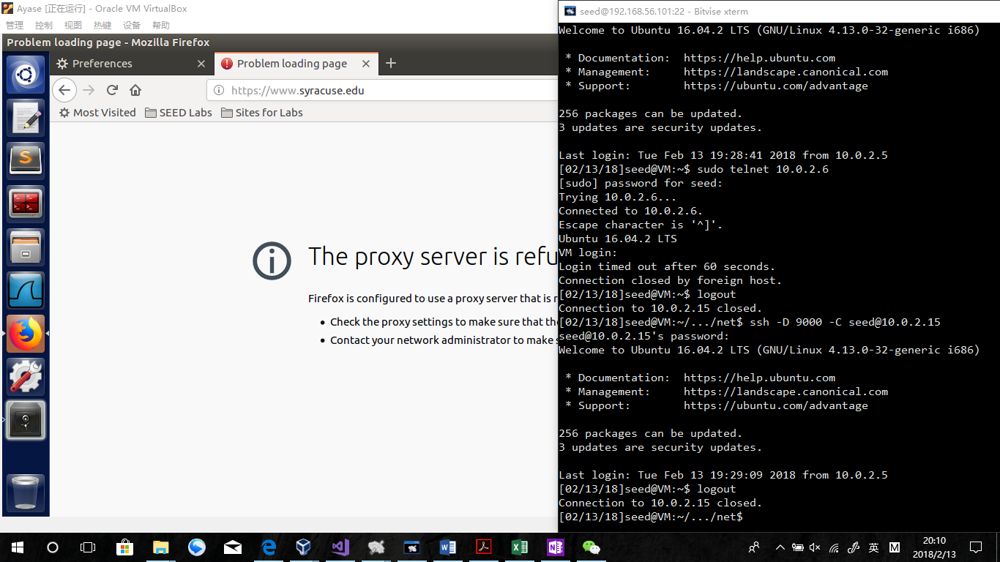 Ayase [正在运行] - Oracle VM VirtualBox
管理 控制 视图 热键 设备 帮助
Problem loading page - Mozilla Firefox
Preferences
Problem loading page
https://www.syracuse.edu
Most Visited SEED Labs Sites for Labs
The proxy server is refu
Firefox is configured to use a proxy server that is r
Check the proxy settings to make sure that the
Contact your network administrator to make s
seed@192.168.56.101:22 - Bitvise xterm
Welcome to Ubuntu 16.04.2 LTS (GNU/Linux 4.13.0-32-generic i686)
* Documentation: https://help.ubuntu.com
* Management: https://landscape.canonical.com
* Support: https://ubuntu.com/advantage
256 packages can be updated.
3 updates are security updates.
Last login: Tue Feb 13 19:28:41 2018 from 10.0.2.5
[02/13/18]seed@VM:~$ sudo telnet 10.0.2.6
[sudo] password for seed:
Trying 10.0.2.6...
Connected to 10.0.2.6.
Escape character is '^]'.
Ubuntu 16.04.2 LTS
VM login:
Login timed out after 60 seconds.
Connection closed by foreign host.
[02/13/18]seed@VM:~$ logout
Connection to 10.0.2.15 closed.
[02/13/18]seed@VM:~/.../net$ ssh -D 9000 -C seed@10.0.2.15
seed@10.0.2.15's password:
Welcome to Ubuntu 16.04.2 LTS (GNU/Linux 4.13.0-32-generic i686)
* Documentation: https://help.ubuntu.com
* Management: https://landscape.canonical.com
* Support: https://ubuntu.com/advantage
256 packages can be updated.
3 updates are security updates.
Last login: Tue Feb 13 19:29:09 2018 from 10.0.2.5
[02/13/18]seed@VM:~$ logout
Connection to 10.0.2.15 closed.
[02/13/18]seed@VM:~/.../net$
英 M
20:10
2018/2/13